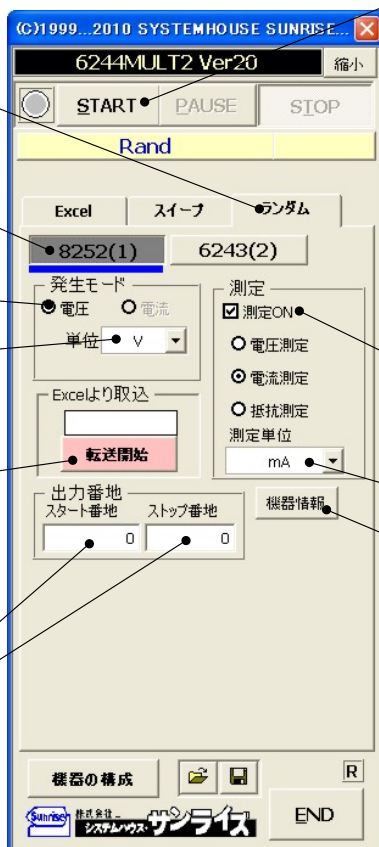 (C)1999...2010 SYSTEMHOUSE SUNRISE...
6244MULT2 Ver20 縮小
START PAUSE STOP
Rand
Excel スイープ ランダム
8252(1) 6243(2)
発生モード
電圧 電流
単位 V
測定
測定ON
電圧測定
電流測定
抵抗測定
測定単位
mA
Excelより取込
転送開始
機器情報
出力番地
スタート番地 ストップ番地
0 0
機器の構成
R
Sunrise 株式会社 システムハウス・サンライズ
END